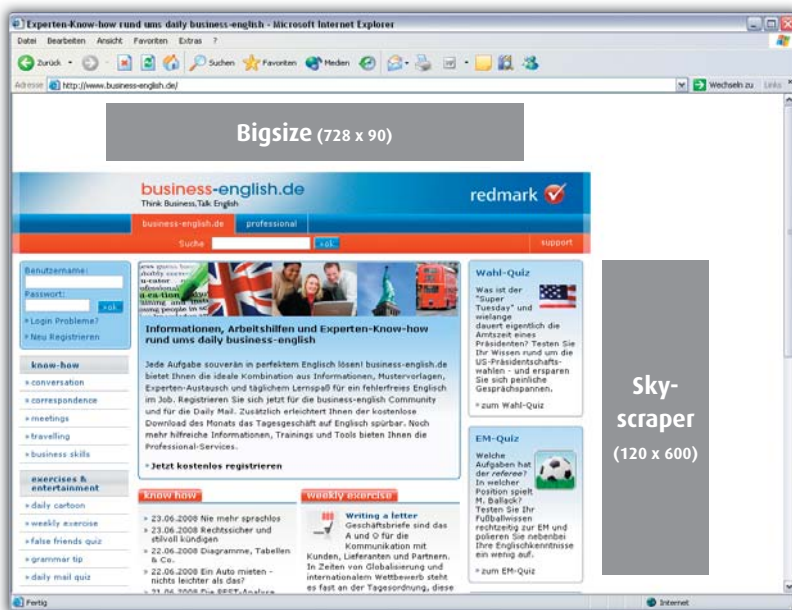 Experten-Know-how rund ums daily business-english - Microsoft Internet Explorer
Datei Bearbeiten Ansicht Favoriten Extras ?
Zurück Suchen Favoriten Medien
Adresse http://www.business-english.de/ Wechseln zu Links
Bigsize (728 x 90)
business-english.de
Think Business, Talk English
redmark
business-english.de professional
Suche »ok
support
Benutzername:
Passwort:
»ok
» Login Probleme?
» Neu Registrieren
know-how
» conversation
» correspondence
» meetings
» travelling
» business skills
exercises &
entertainment
» daily cartoon
» weekly exercise
» false friends quiz
» grammar tip
» daily mail quiz
Informationen, Arbeitshilfen und Experten-Know-how
rund ums daily business-english
Jede Aufgabe souverän in perfektem Englisch lösen! business-english.de
bietet Ihnen die ideale Kombination aus Informationen, Mustervorlagen,
Experten-Austausch und täglichem Lernspaß für ein fehlerfreies Englisch
im Job. Registrieren Sie sich jetzt für die business-english Community
und für die Daily Mail. Zusätzlich erleichtert Ihnen der kostenlose
Download des Monats das Tagesgeschäft auf Englisch spürbar. Noch
mehr hilfreiche Informationen, Trainings und Tools bieten Ihnen die
Professional-Services.
» Jetzt kostenlos registrieren
know how
» 23.06.2008 Nie mehr sprachlos
» 23.06.2008 Rechtssicher und
stilvoll kündigen
» 22.06.2008 Diagramme, Tabellen
& Co.
» 22.06.2008 Ein Auto mieten -
nichts leichter als das?
» 21.06.2008 Die PEST-Analyse
weekly exercise
Writing a letter
Geschäftsbriefe sind das
A und O für die
Kommunikation mit
Kunden, Lieferanten und Partnern.
In Zeiten von Globalisierung und
internationalem Wettbewerb steht
es fast an der Tagesordnung, diese
Wahl-Quiz
Was ist der
"Super
Tuesday" und
wielange
dauert eigentlich die
Amtszeit eines
Präsidenten? Testen Sie
Ihr Wissen rund um die
US-Präsidentschafts-
wahlen - und ersparen
Sie sich peinliche
Gesprächspannen.
» zum Wahl-Quiz
EM-Quiz
Welche
Aufgaben hat
der referee?
In welcher
Position spielt
M. Ballack?
Testen Sie Ihr
Fußballwissen
rechtzeitig zur EM und
polieren Sie nebenbei
Ihre Englischkenntnisse
ein wenig auf.
» zum EM-Quiz
Sky-
scraper
(120 x 600)
Fertig Internet